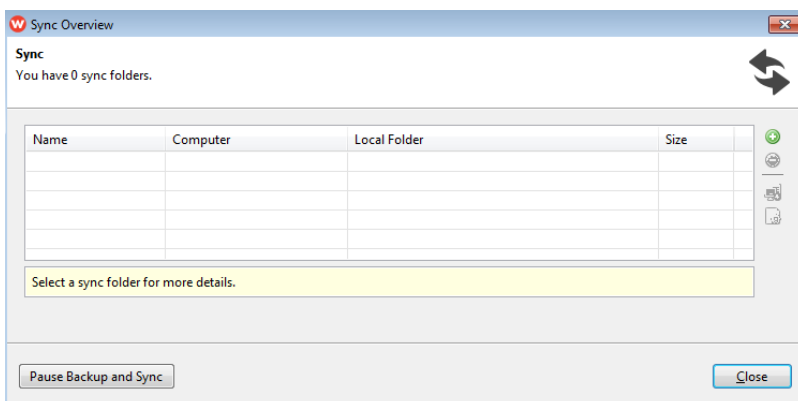 Sync Overview
Sync
You have 0 sync folders.
Name Computer Local Folder Size
Select a sync folder for more details.
Pause Backup and Sync Close